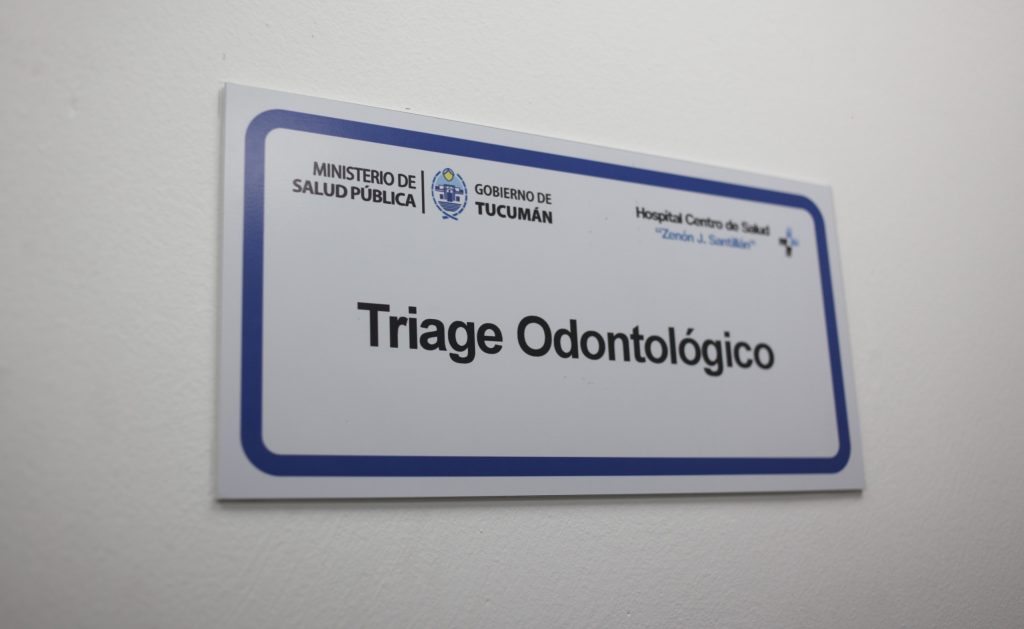 MINISTERIO DE
SALUD PÚBLICA
GOBIERNO DE
TUCUMÁN
Hospital Centro de Salud
"Zenón J. Santillán"
Triage Odontológico